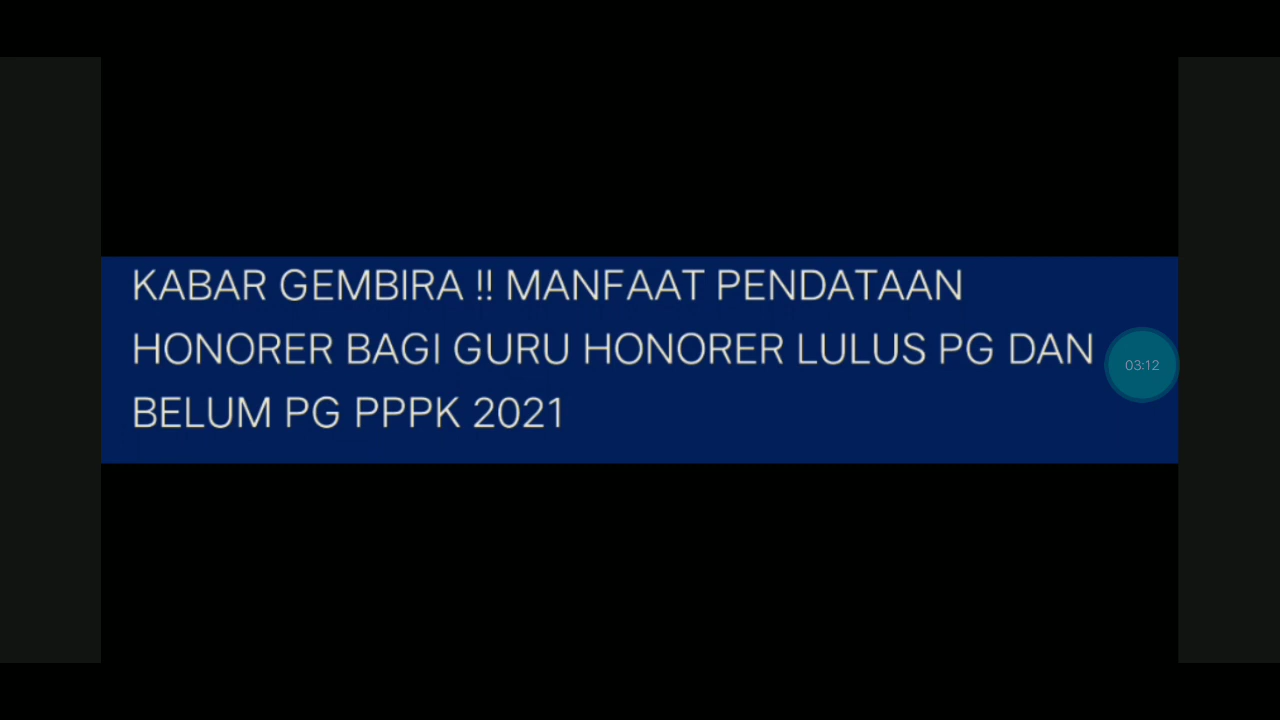 KABAR GEMBIRA !! MANFAAT PENDATAAN
HONORER BAGI GURU HONORER LULUS PG DAN
BELUM PG PPPK 2021
03:12